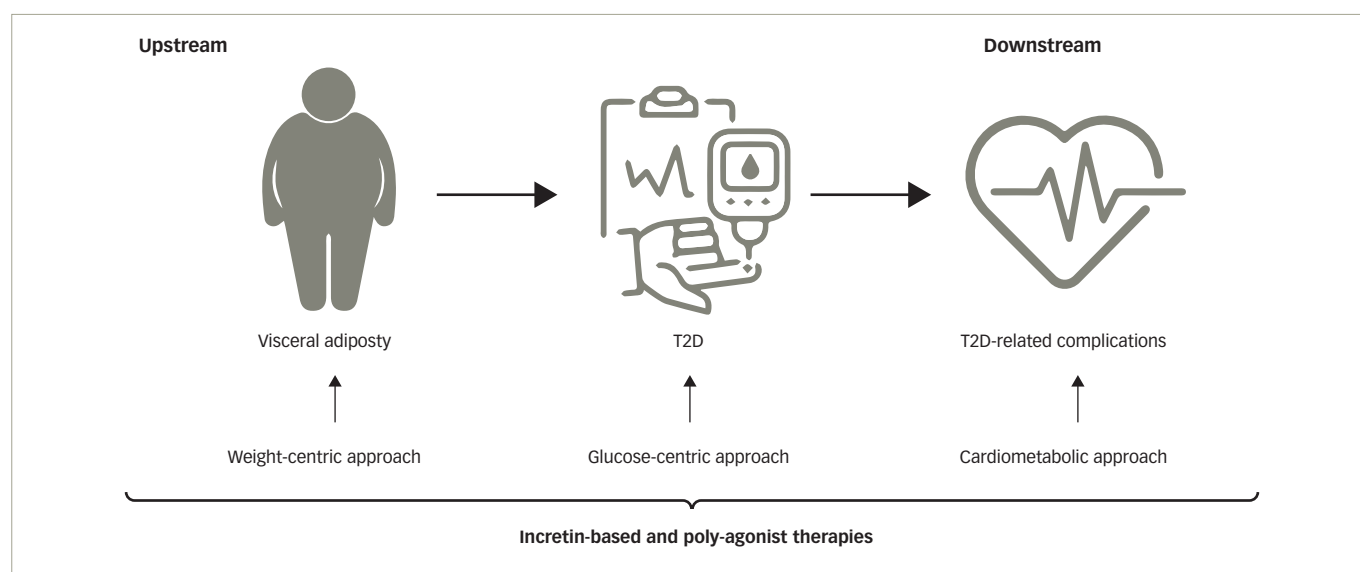 Upstream
Downstream
Visceral adiposty
T2D
T2D-related complications
Weight-centric approach
Glucose-centric approach
Cardiometabolic approach
Incretin-based and poly-agonist therapies